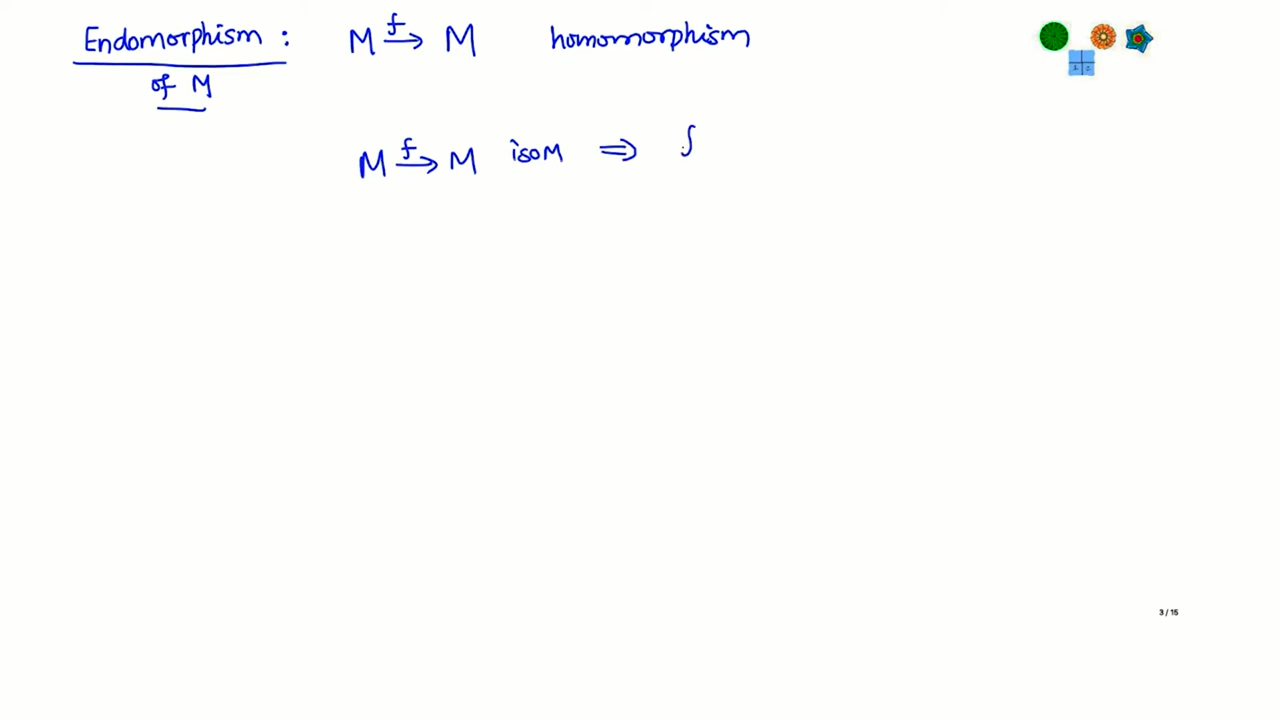 Endomorphism : M —f→ M homomorphism
of M
M —f→ M isom ⇒ f
3 / 15